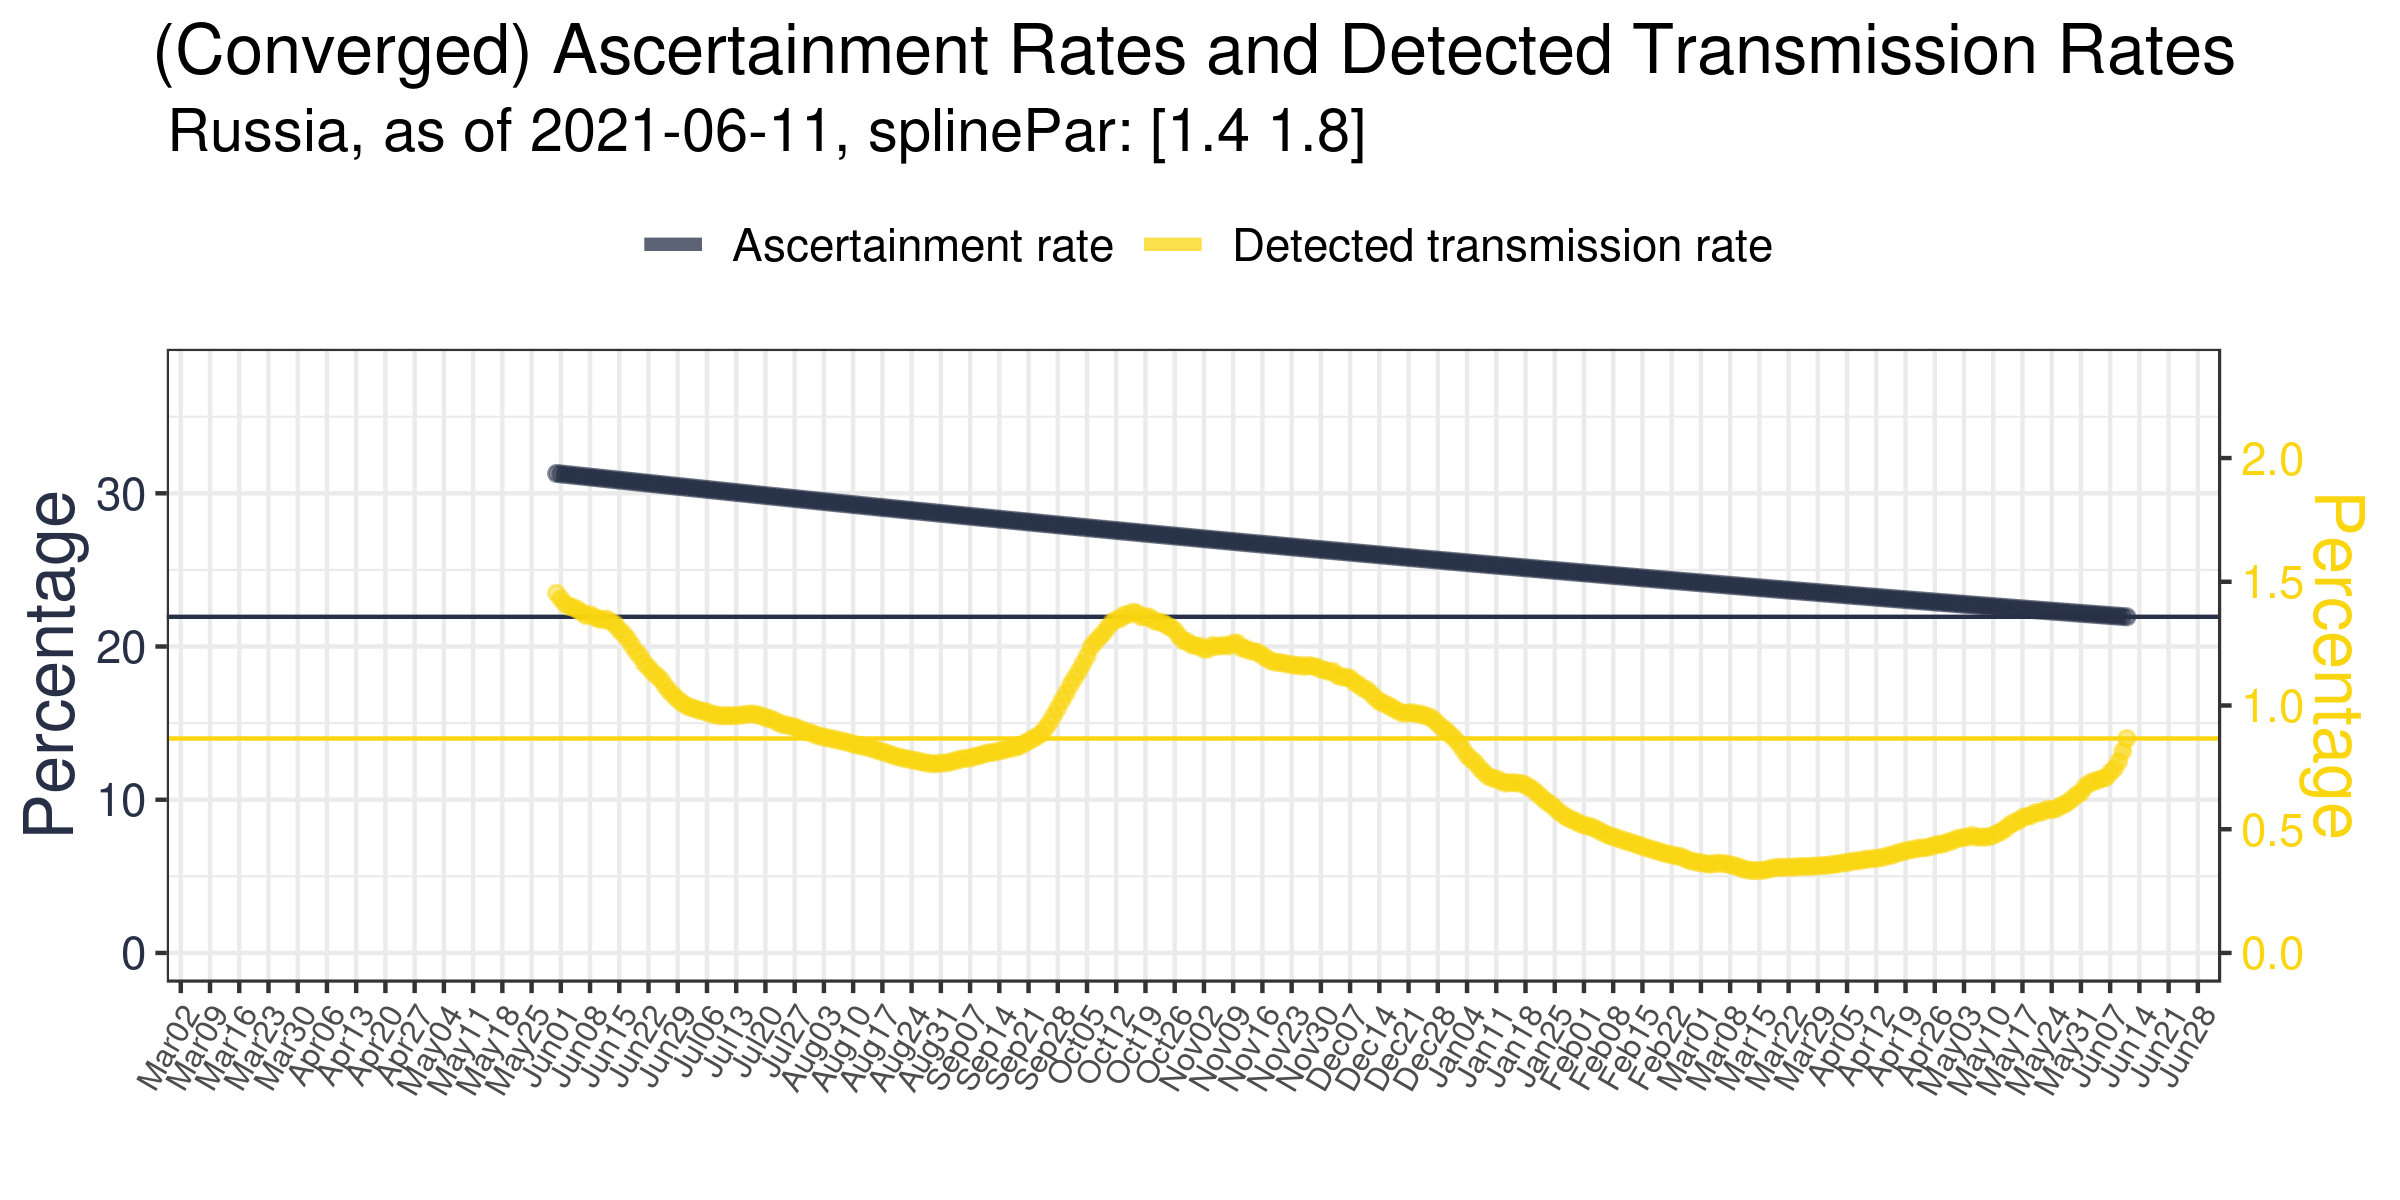 (Converged) Ascertainment Rates and Detected Transmission Rates
Russia, as of 2021-06-11, splinePar: [1.4 1.8]
Ascertainment rate Detected transmission rate
Percentage
30
20
10
0
2.0
1.5
1.0
0.5
0.0
Percentage
Mar02 Mar09 Mar16 Mar23 Mar30 Apr06 Apr13 Apr20 Apr27 May04 May11 May18 May25 Jun01 Jun08 Jun15 Jun22 Jun29 Jul06 Jul13 Jul20 Jul27 Aug03 Aug10 Aug17 Aug24 Aug31 Sep07 Sep14 Sep21 Sep28 Oct05 Oct12 Oct19 Oct26 Nov02 Nov09 Nov16 Nov23 Nov30 Dec07 Dec14 Dec21 Dec28 Jan04 Jan11 Jan18 Jan25 Feb01 Feb08 Feb15 Feb22 Mar01 Mar08 Mar15 Mar22 Mar29 Apr05 Apr12 Apr19 Apr26 May03 May10 May17 May24 May31 Jun07 Jun14 Jun21 Jun28